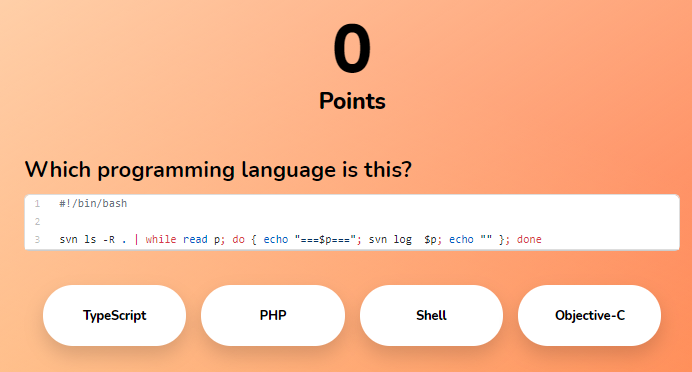 0
Points
Which programming language is this?
1 #!/bin/bash
2
3 svn ls -R . | while read p; do { echo "===$p==="; svn log  $p; echo "" }; done
TypeScript PHP Shell Objective-C